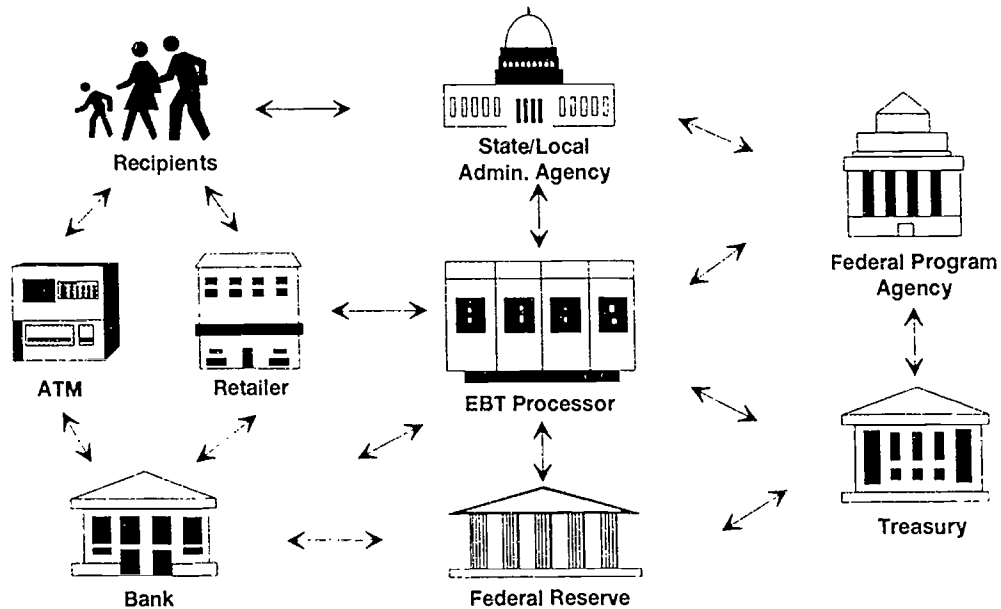 Recipients
State/Local
Admin. Agency
Federal Program
Agency
ATM
Retailer
EBT Processor
Treasury
Bank
Federal Reserve